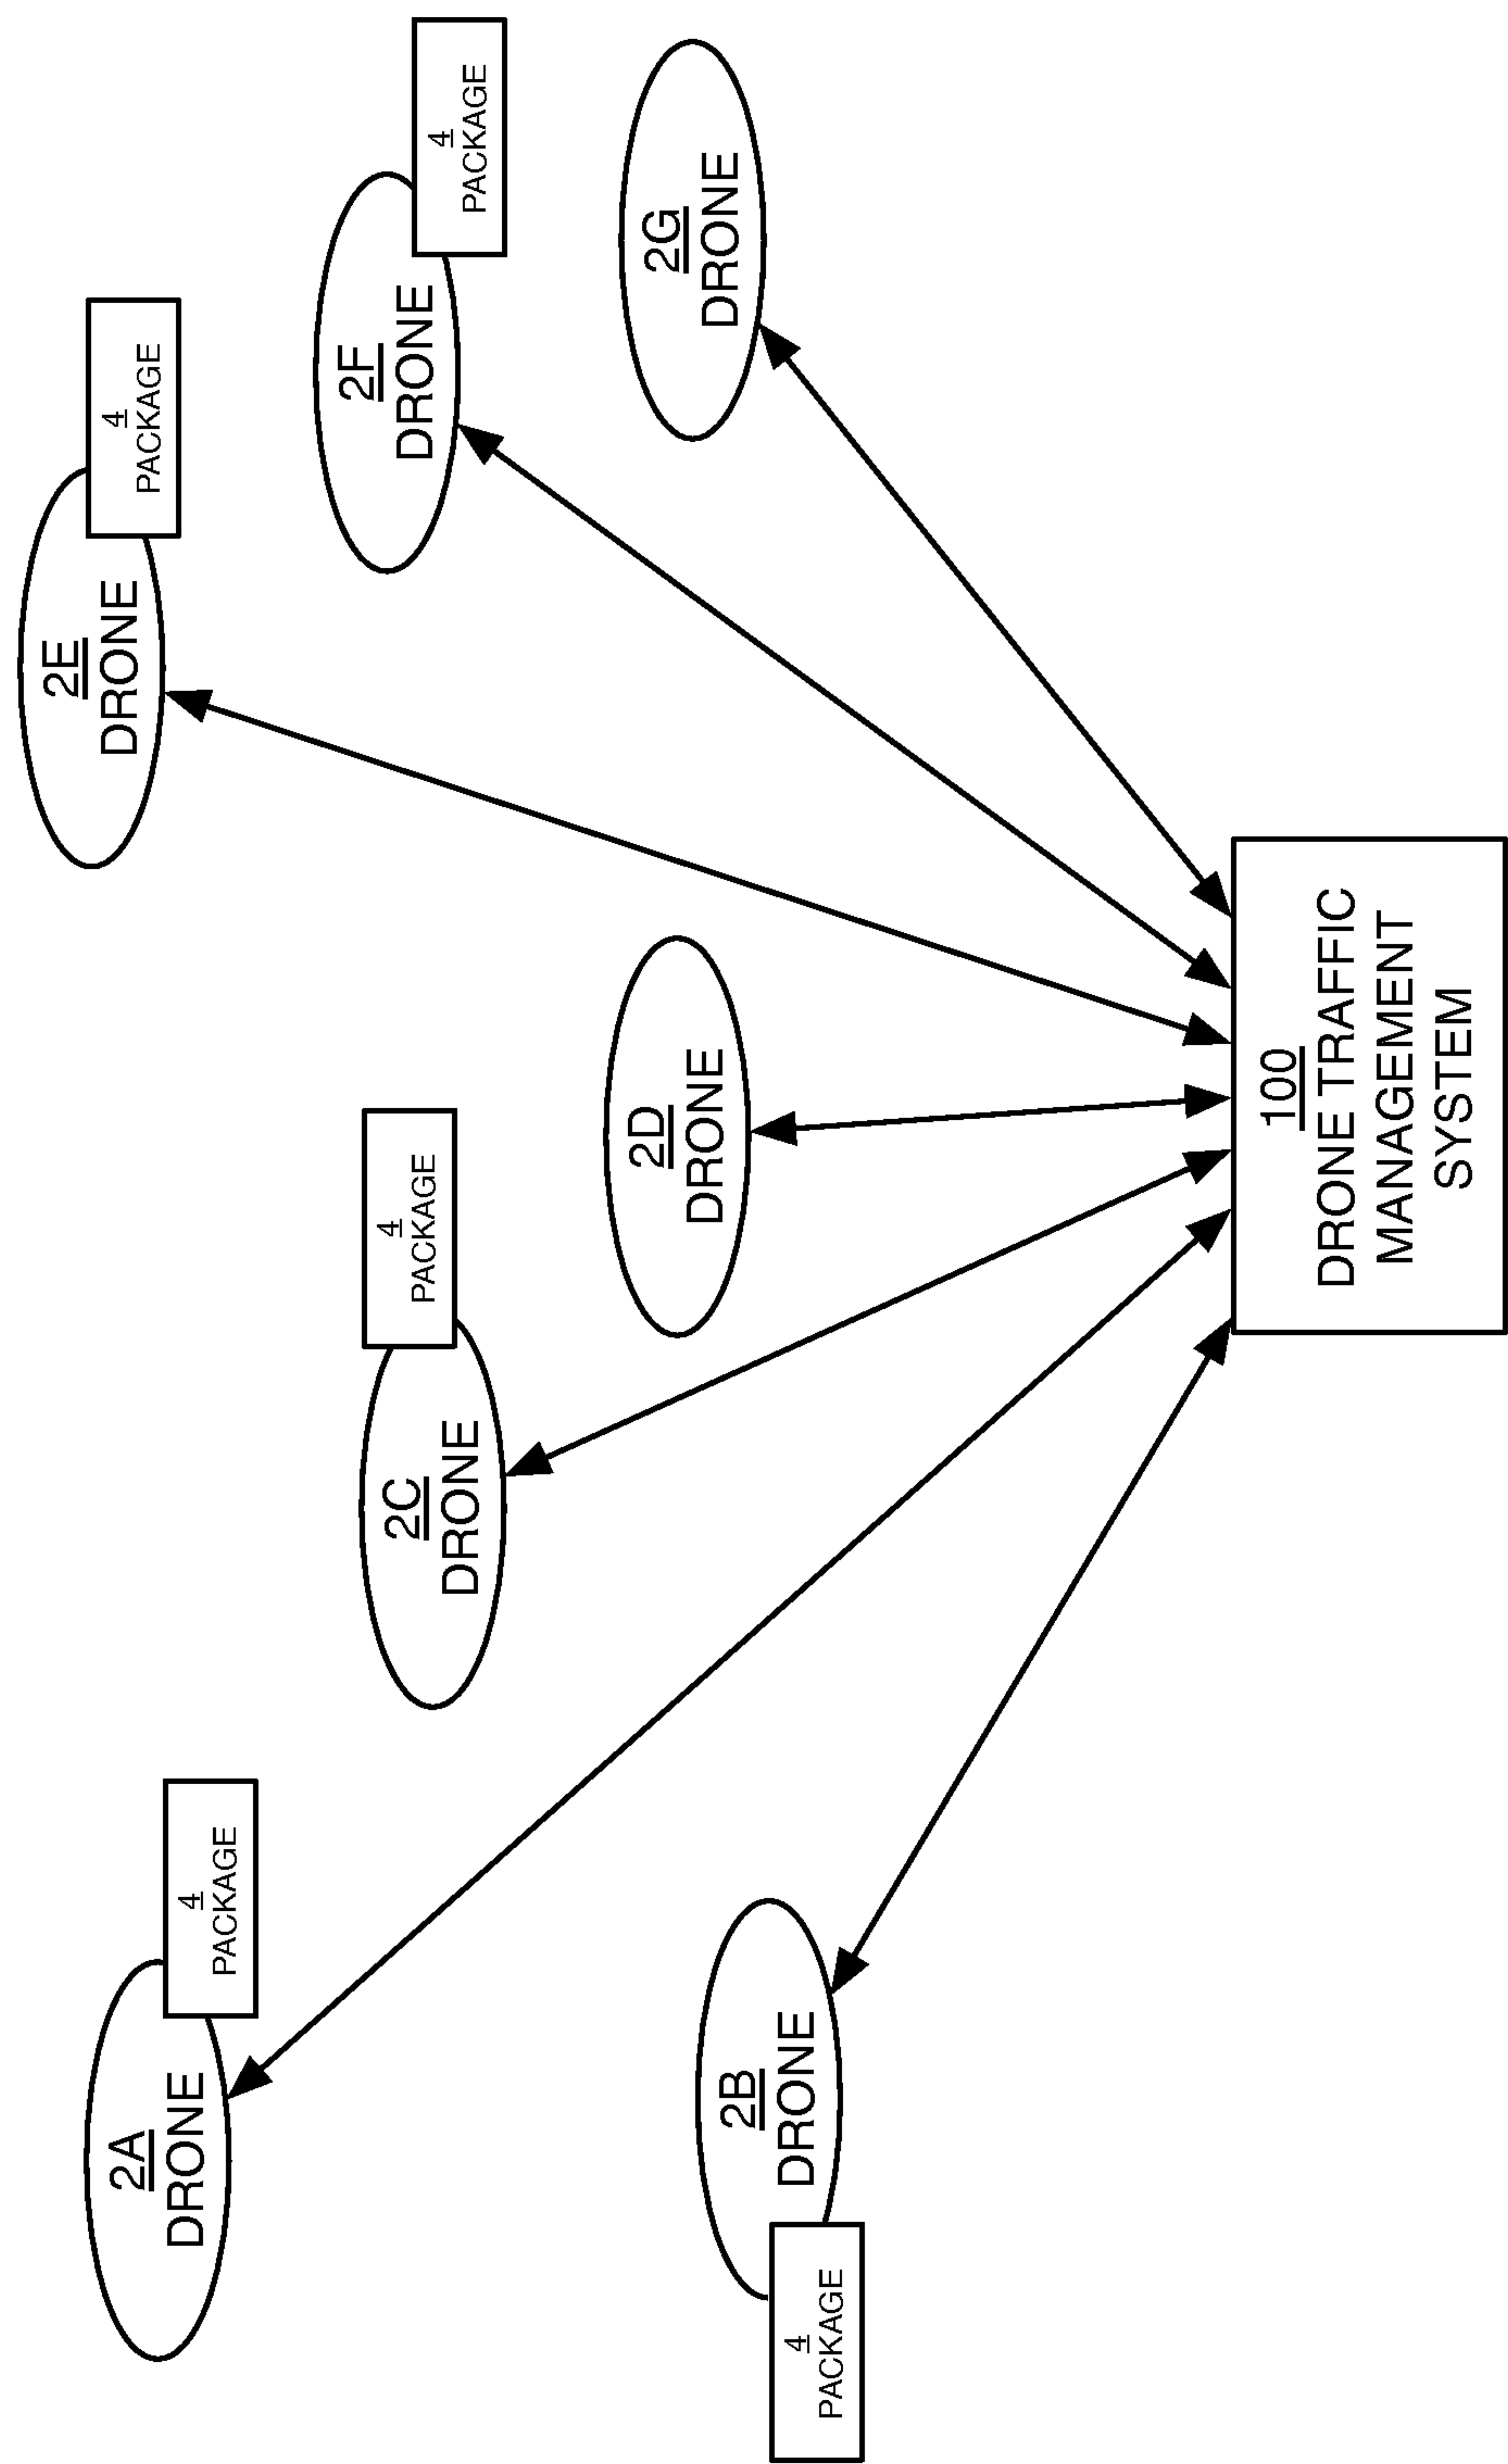 2A
DRONE
4
PACKAGE
2B
DRONE
4
PACKAGE
2C
DRONE
4
PACKAGE
2D
DRONE
2E
DRONE
4
PACKAGE
2F
DRONE
4
PACKAGE
2G
DRONE
100
DRONE TRAFFIC
MANAGEMENT
SYSTEM